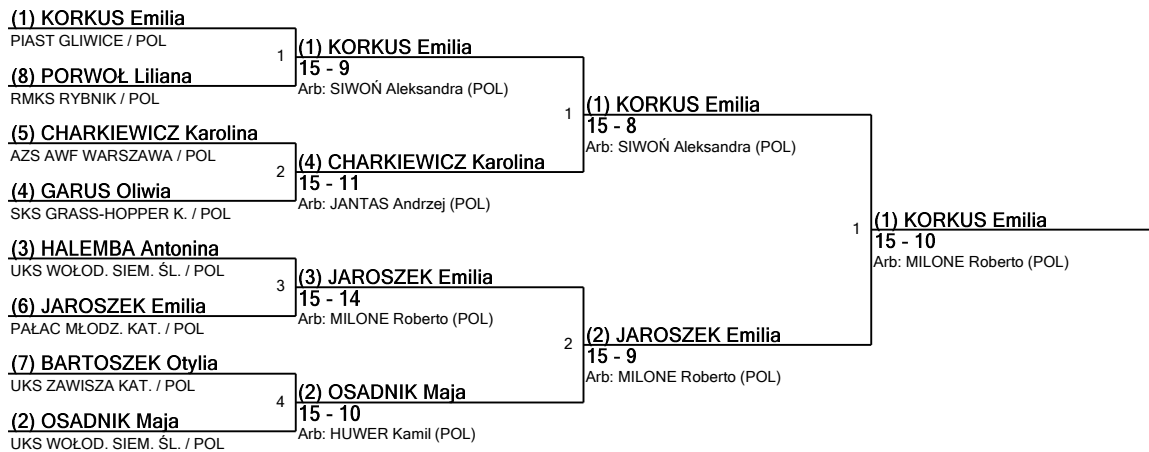 (1) KORKUS Emilia
PIAST GLIWICE / POL
(8) PORWOŁ Liliana
RMKS RYBNIK / POL
(5) CHARKIEWICZ Karolina
AZS AWF WARSZAWA / POL
(4) GARUS Oliwia
SKS GRASS-HOPPER K. / POL
(3) HALEMBA Antonina
UKS WOŁOD. SIEM. ŚL. / POL
(6) JAROSZEK Emilia
PAŁAC MŁODZ. KAT. / POL
(7) BARTOSZEK Otylia
UKS ZAWISZA KAT. / POL
(2) OSADNIK Maja
UKS WOŁOD. SIEM. ŚL. / POL
1
(1) KORKUS Emilia
15 - 9
Arb: SIWOŃ Aleksandra (POL)
2
(4) CHARKIEWICZ Karolina
15 - 11
Arb: JANTAS Andrzej (POL)
3
(3) JAROSZEK Emilia
15 - 14
Arb: MILONE Roberto (POL)
4
(2) OSADNIK Maja
15 - 10
Arb: HUWER Kamil (POL)
1
(1) KORKUS Emilia
15 - 8
Arb: SIWOŃ Aleksandra (POL)
2
(2) JAROSZEK Emilia
15 - 9
Arb: MILONE Roberto (POL)
1
(1) KORKUS Emilia
15 - 10
Arb: MILONE Roberto (POL)